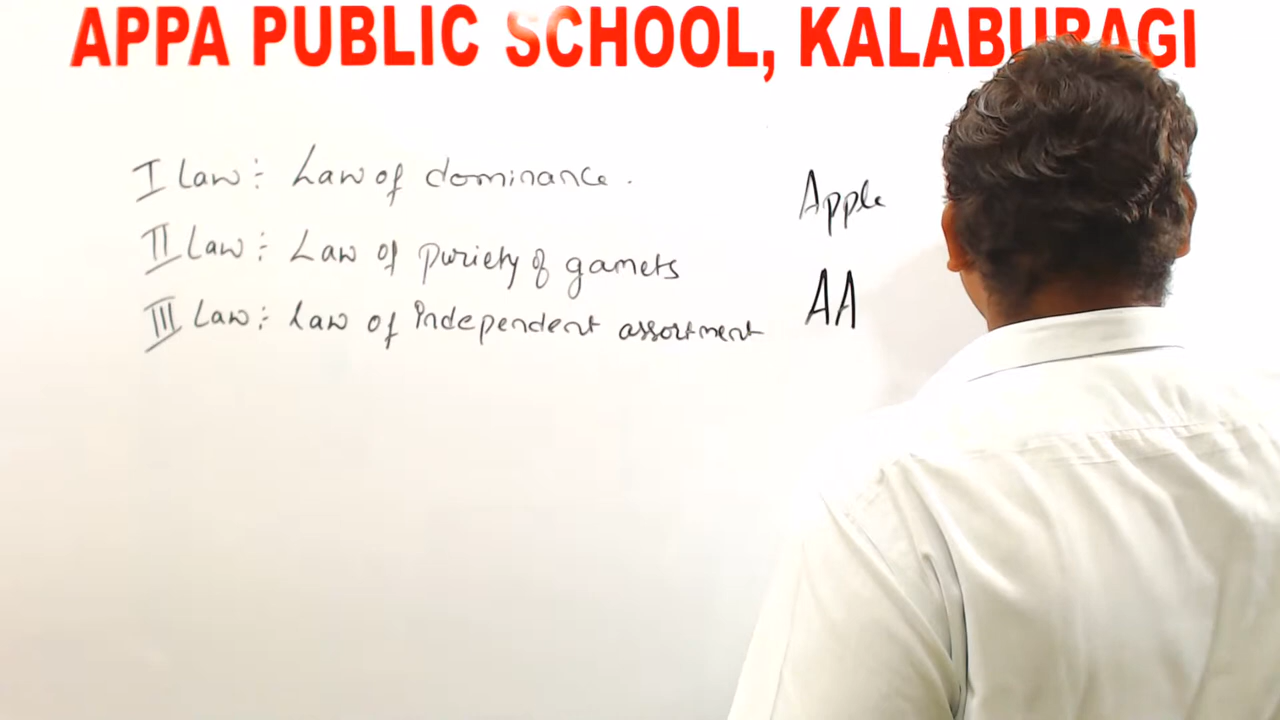 APPA PUBLIC SCHOOL, KALABURAGI
I Law : Law of dominance .
II Law : Law of puriety of gamets
III Law : Law of independent assortment
Apple
AA